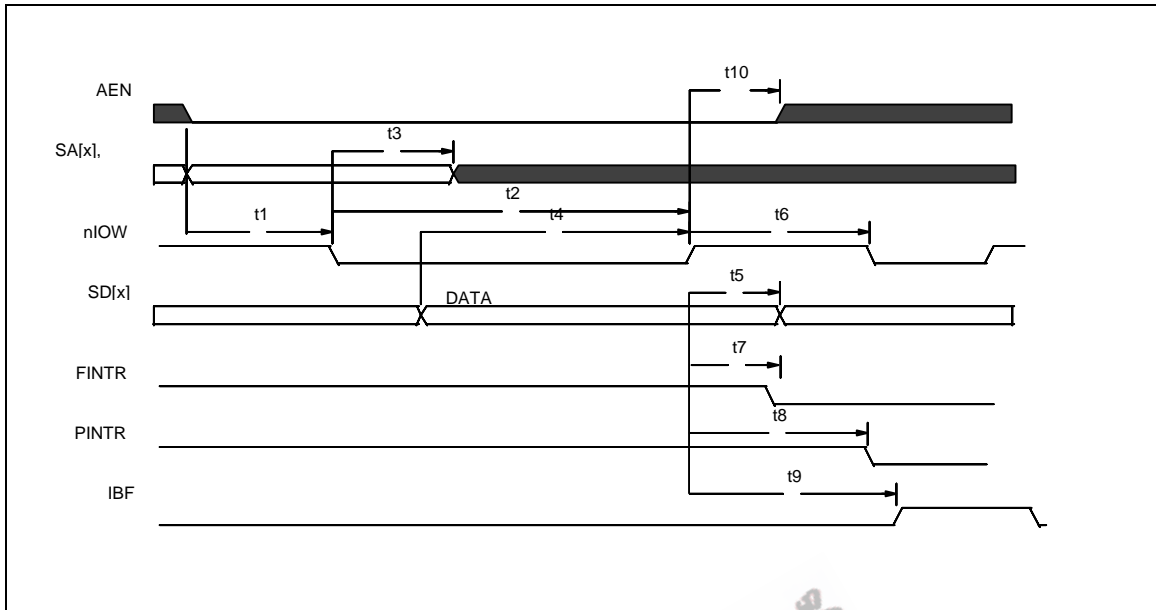 t10
AEN
t3
SA[x],
t2
t1
t4
t6
nIOW
SD[x]
t5
DATA
t7
FINTR
t8
PINTR
t9
IBF